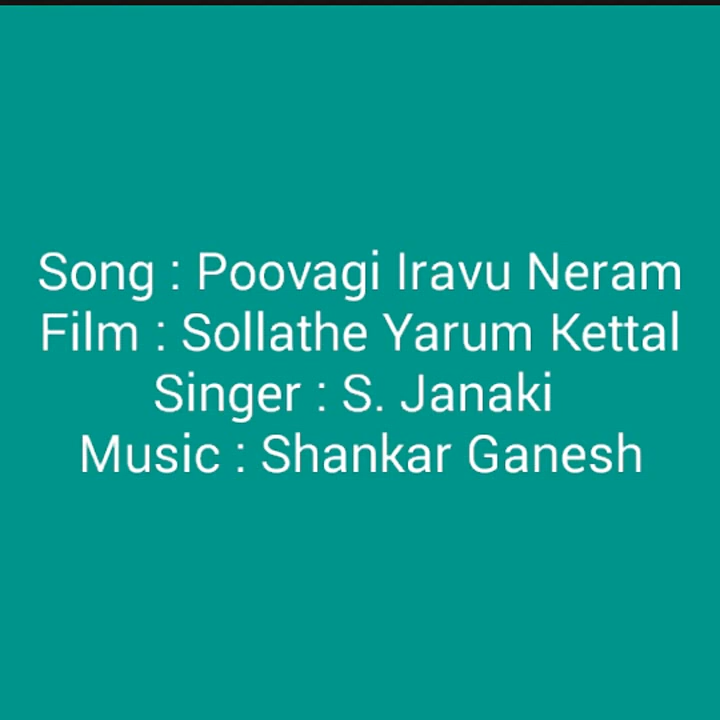 Song : Poovagi Iravu Neram
Film : Sollathe Yarum Kettal
Singer : S. Janaki
Music : Shankar Ganesh